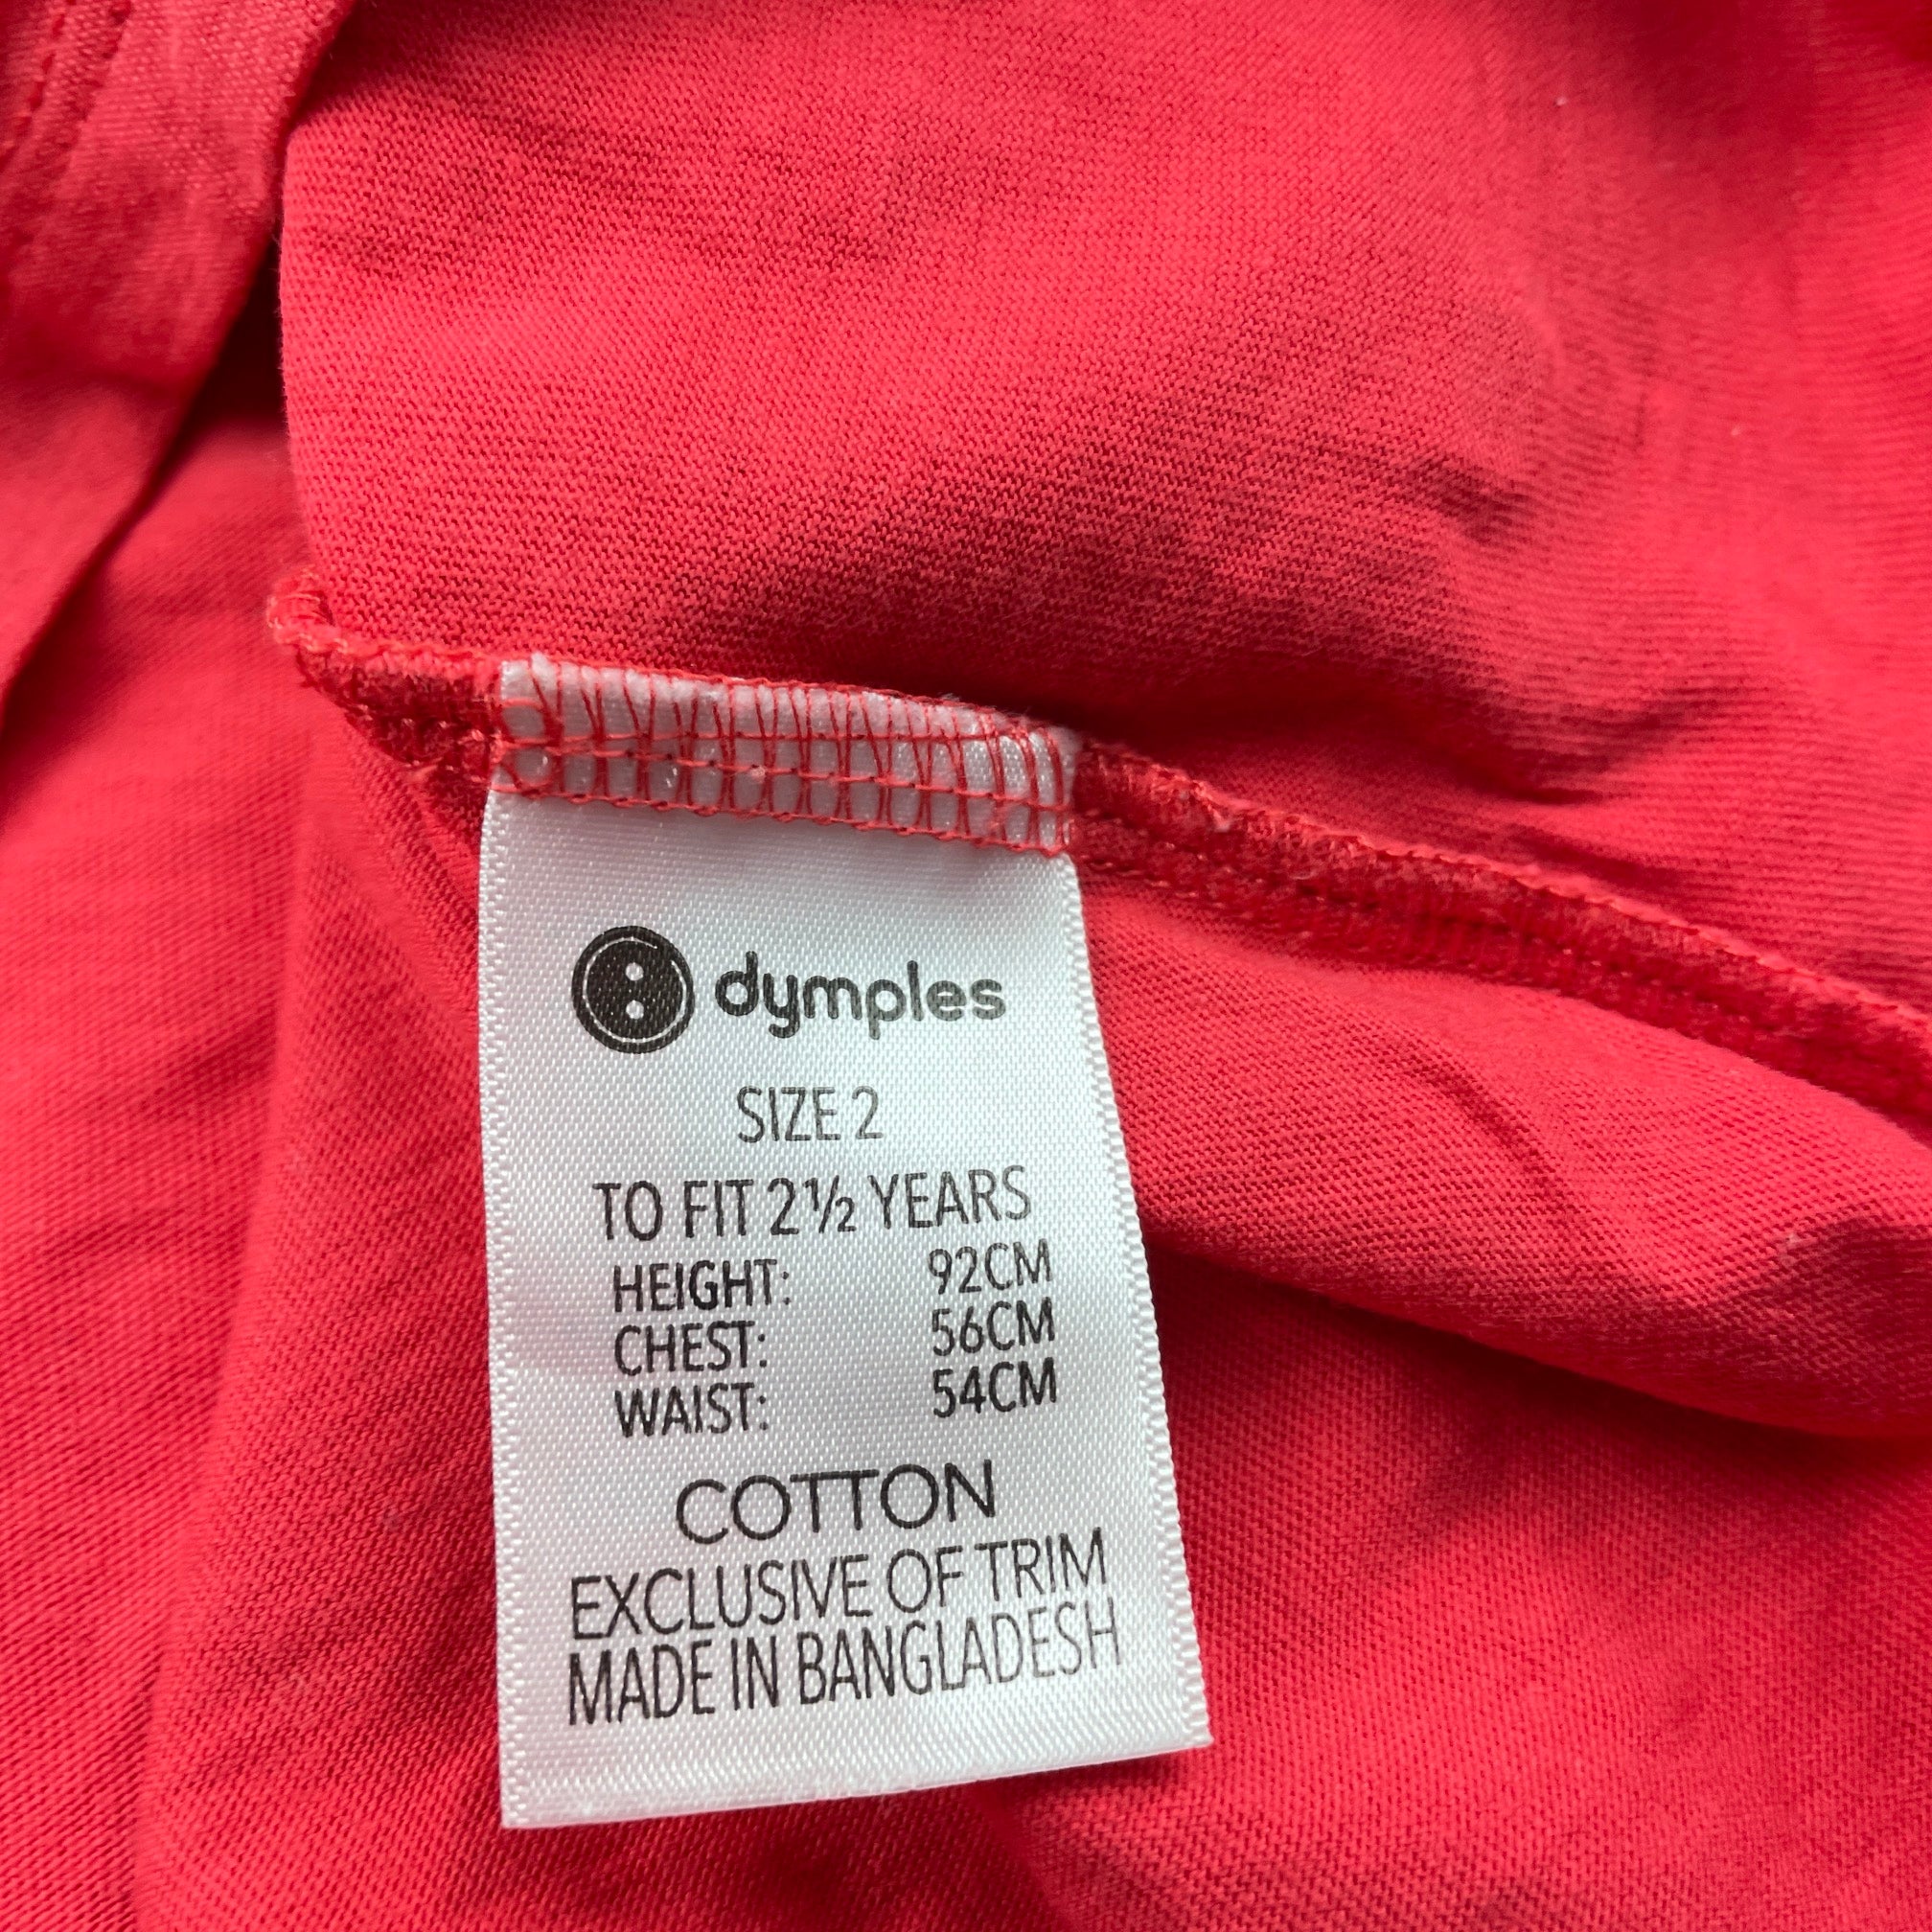 dymples
SIZE 2
TO FIT 2½ YEARS
HEIGHT: 92CM
CHEST: 56CM
WAIST: 54CM
COTTON
EXCLUSIVE OF TRIM
MADE IN BANGLADESH